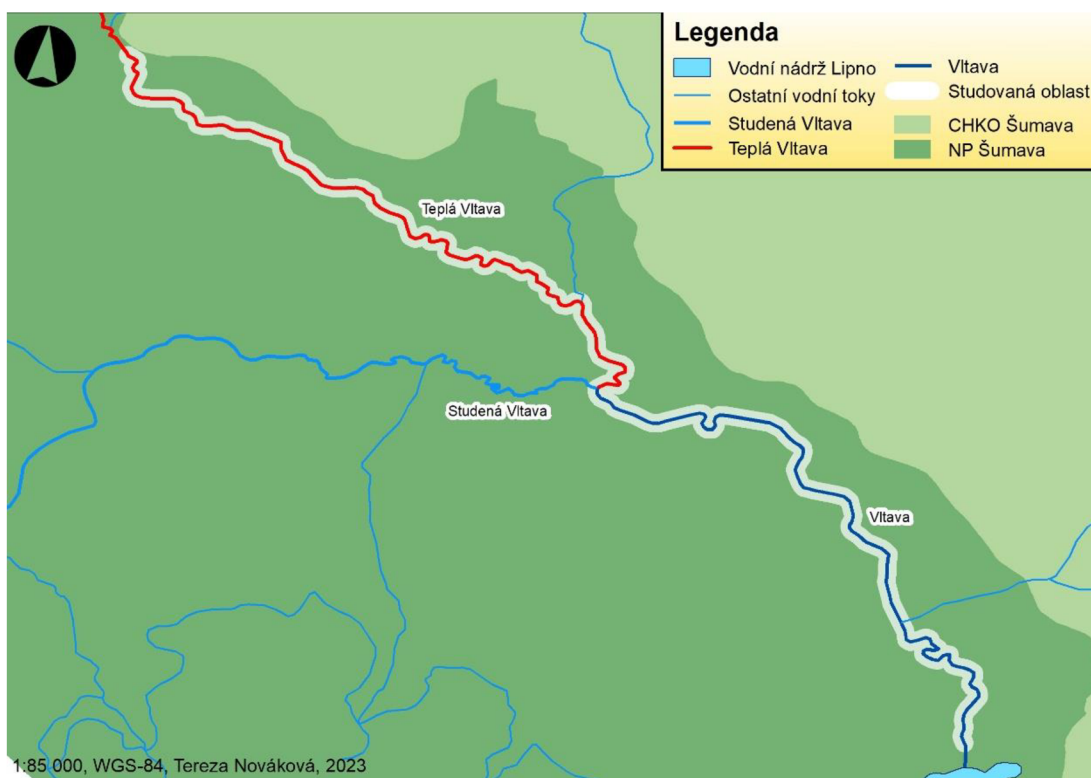 Legenda
Vodní nádrž Lipno
Ostatní vodní toky
Studená Vltava
Teplá Vltava
Vltava
Studovaná oblast
CHKO Šumava
NP Šumava
Teplá Vltava
Studená Vltava
Vltava
1:85 000, WGS-84, Tereza Nováková, 2023